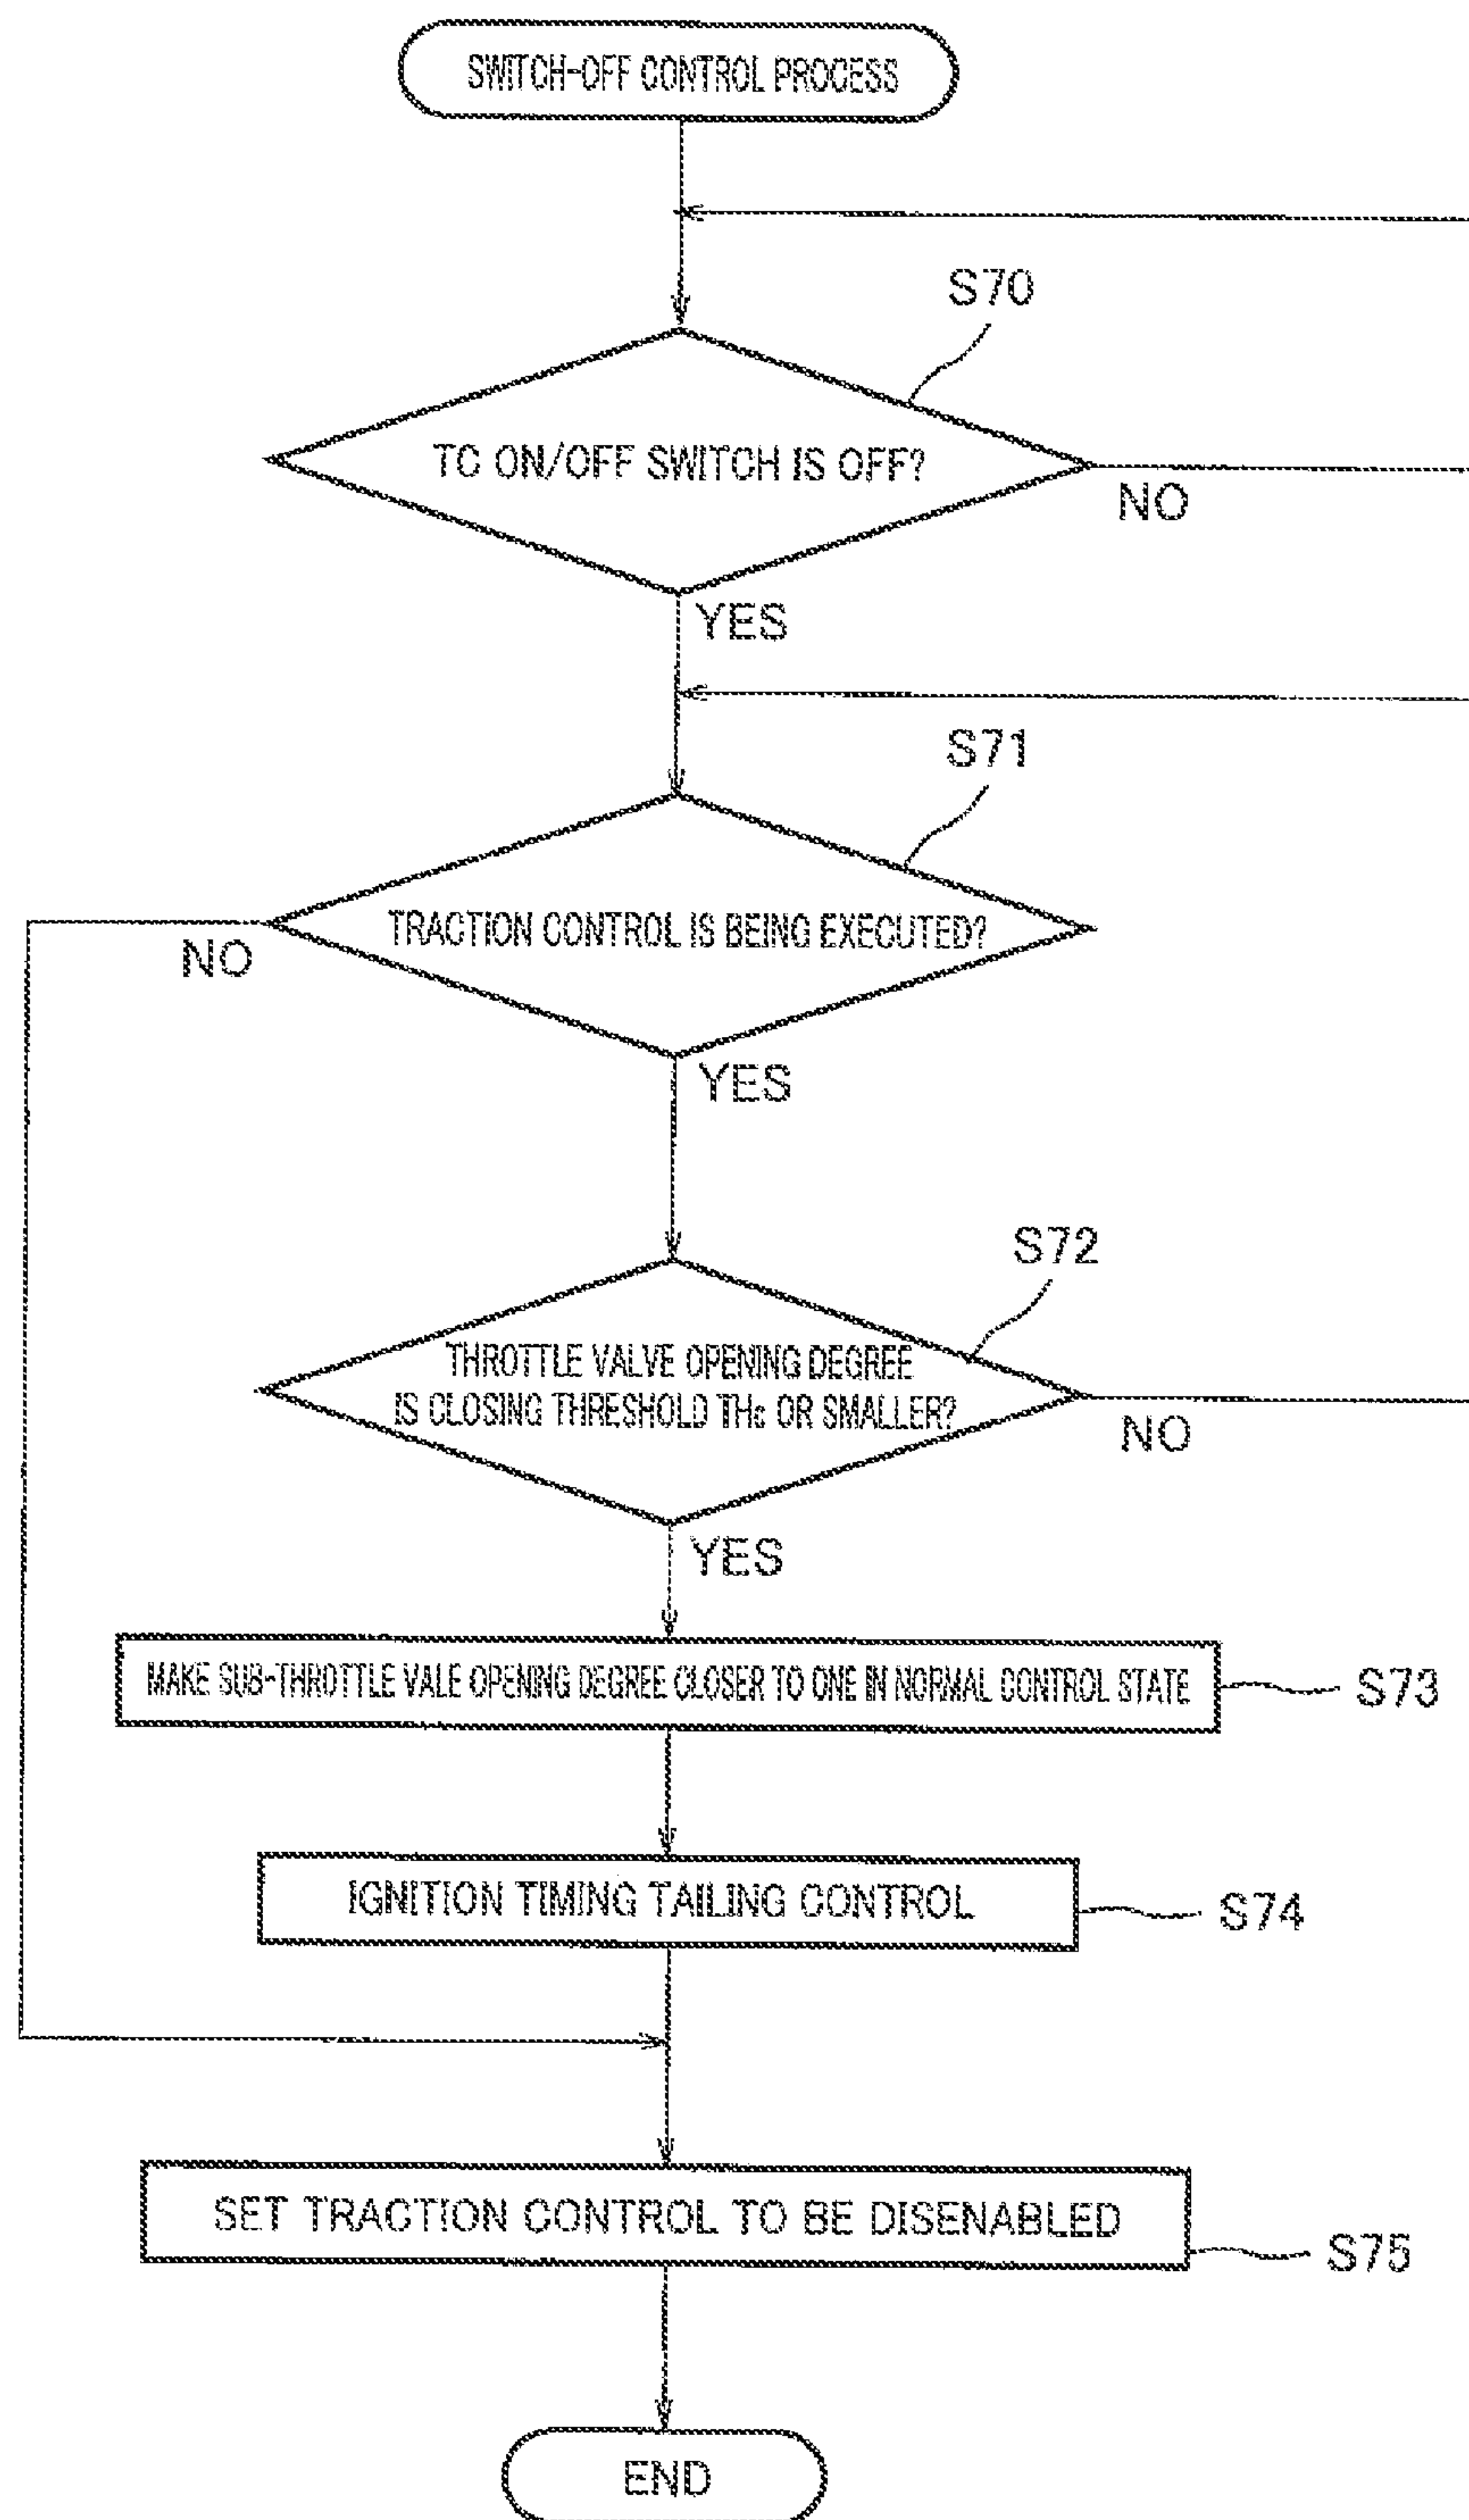 SWITCH-OFF CONTROL PROCESS
S70
TC ON/OFF SWITCH IS OFF?
NO
YES
S71
TRACTION CONTROL IS BEING EXECUTED?
NO
YES
S72
THROTTLE VALVE OPENING DEGREE
IS CLOSING THRESHOLD THc OR SMALLER?
NO
YES
MAKE SUB-THROTTLE VALE OPENING DEGREE CLOSER TO ONE IN NORMAL CONTROL STATE
S73
IGNITION TIMING TAILING CONTROL
S74
SET TRACTION CONTROL TO BE DISENABLED
S75
END